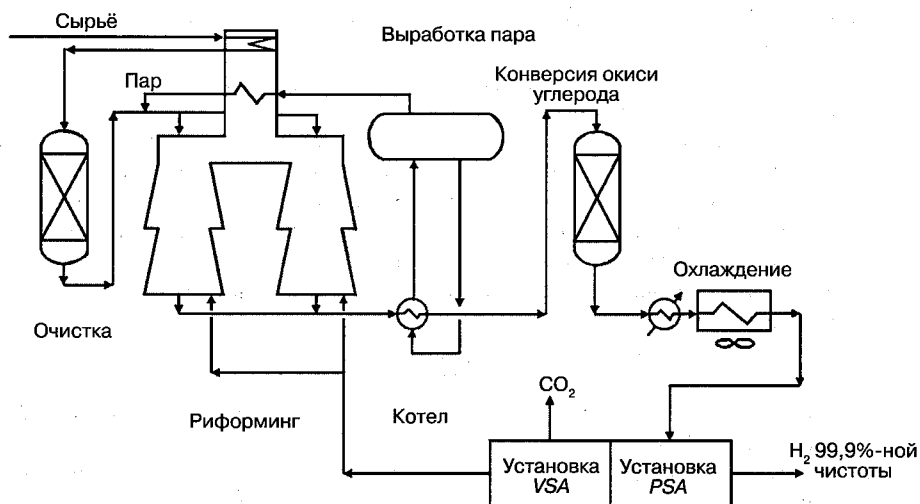 Сырьё
Выработка пара
Конверсия окиси
углерода
Пар
Охлаждение
Очистка
CO₂
Риформинг
Котел
Установка
VSA
Установка
PSA
H₂ 99,9%-ной
чистоты